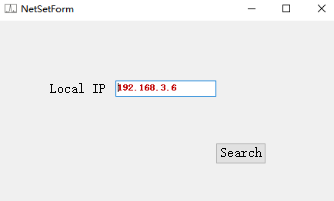 NetSetForm
Local IP 192.168.3.6
Search